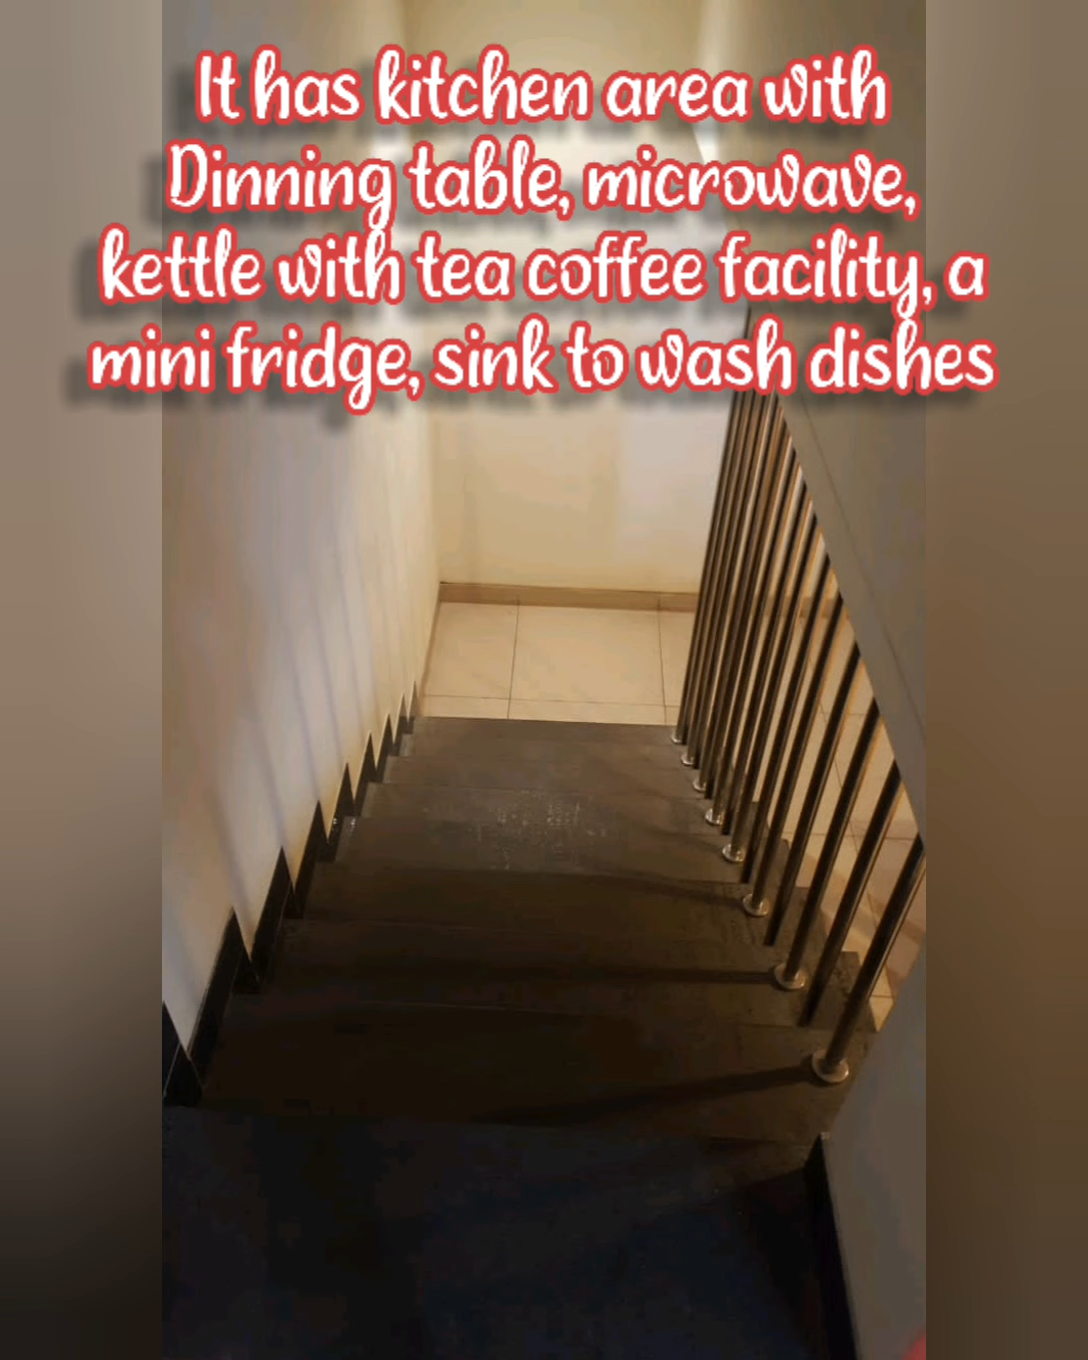 It has kitchen area with
Dinning table, microwave,
kettle with tea coffee facility, a
mini fridge, sink to wash dishes